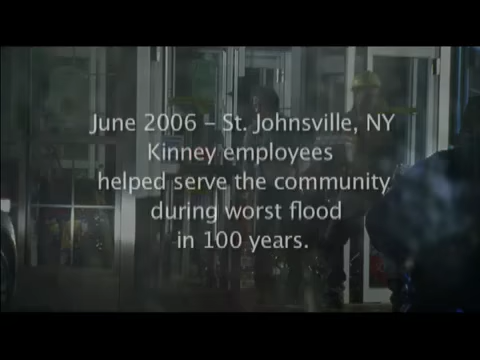 June 2006 – St. Johnsville, NY
Kinney employees
helped serve the community
during worst flood
in 100 years.